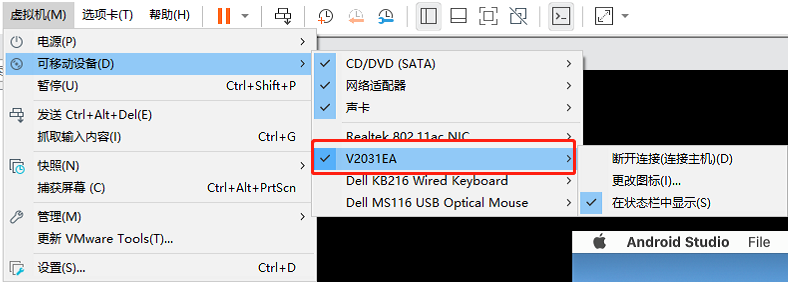 虚拟机(M) 选项卡(T) 帮助(H)
电源(P)
可移动设备(D)
暂停(U) Ctrl+Shift+P
发送 Ctrl+Alt+Del(E)
抓取输入内容(I) Ctrl+G
快照(N)
捕获屏幕 (C) Ctrl+Alt+PrtScn
管理(M)
更新 VMware Tools(T)...
设置(S)... Ctrl+D
CD/DVD (SATA)
网络适配器
声卡
Realtek 802.11ac NIC
V2031EA
Dell KB216 Wired Keyboard
Dell MS116 USB Optical Mouse
断开连接(连接主机)(D)
更改图标(I)...
在状态栏中显示(S)
Android Studio File